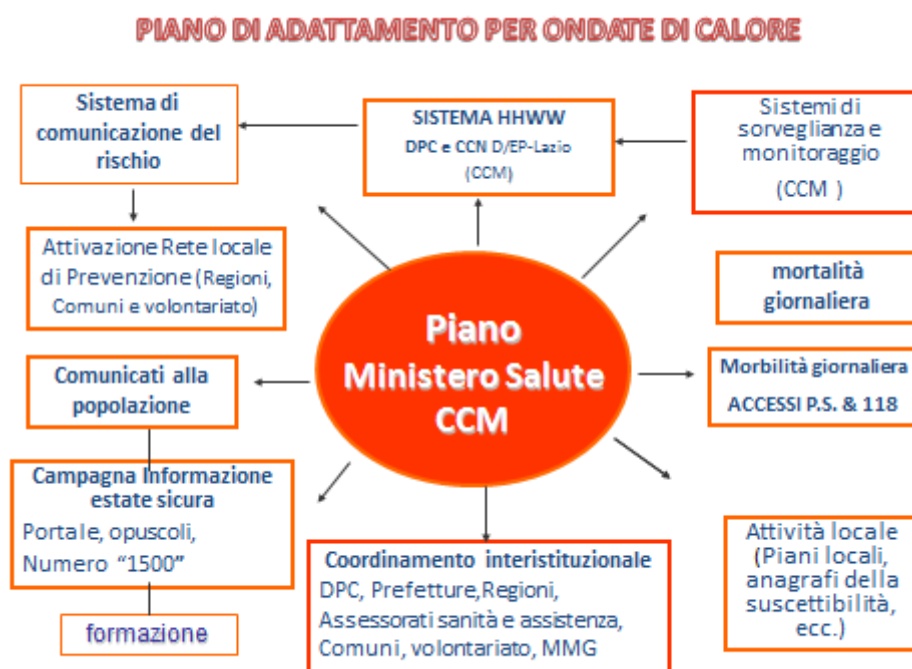 PIANO DI ADATTAMENTO PER ONDATE DI CALORE
Sistema di
comunicazione del
rischio
SISTEMA HHWW
DPC e CCN D/EP-Lazio
(CCM)
Sistemi di
sorveglianza e
monitoraggio
(CCM )
Attivazione Rete locale
di Prevenzione (Regioni,
Comuni e volontariato)
mortalità
giornaliera
Piano
Ministero Salute
CCM
Comunicati alla
popolazione
Morbilità giornaliera
ACCESSI P.S. & 118
Campagna Informazione
estate sicura
Portale, opuscoli,
Numero “1500”
formazione
Coordinamento interistituzionale
DPC, Prefetture,Regioni,
Assessorati sanità e assistenza,
Comuni, volontariato, MMG
Attività locale
(Piani locali,
anagrafi della
suscettibilità,
ecc.)